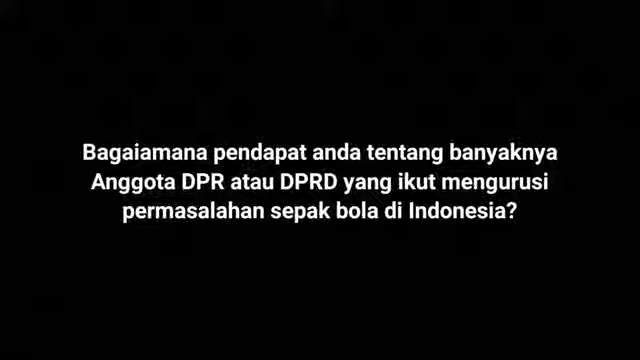 Bagaiamana pendapat anda tentang banyaknya
Anggota DPR atau DPRD yang ikut mengurusi
permasalahan sepak bola di Indonesia?